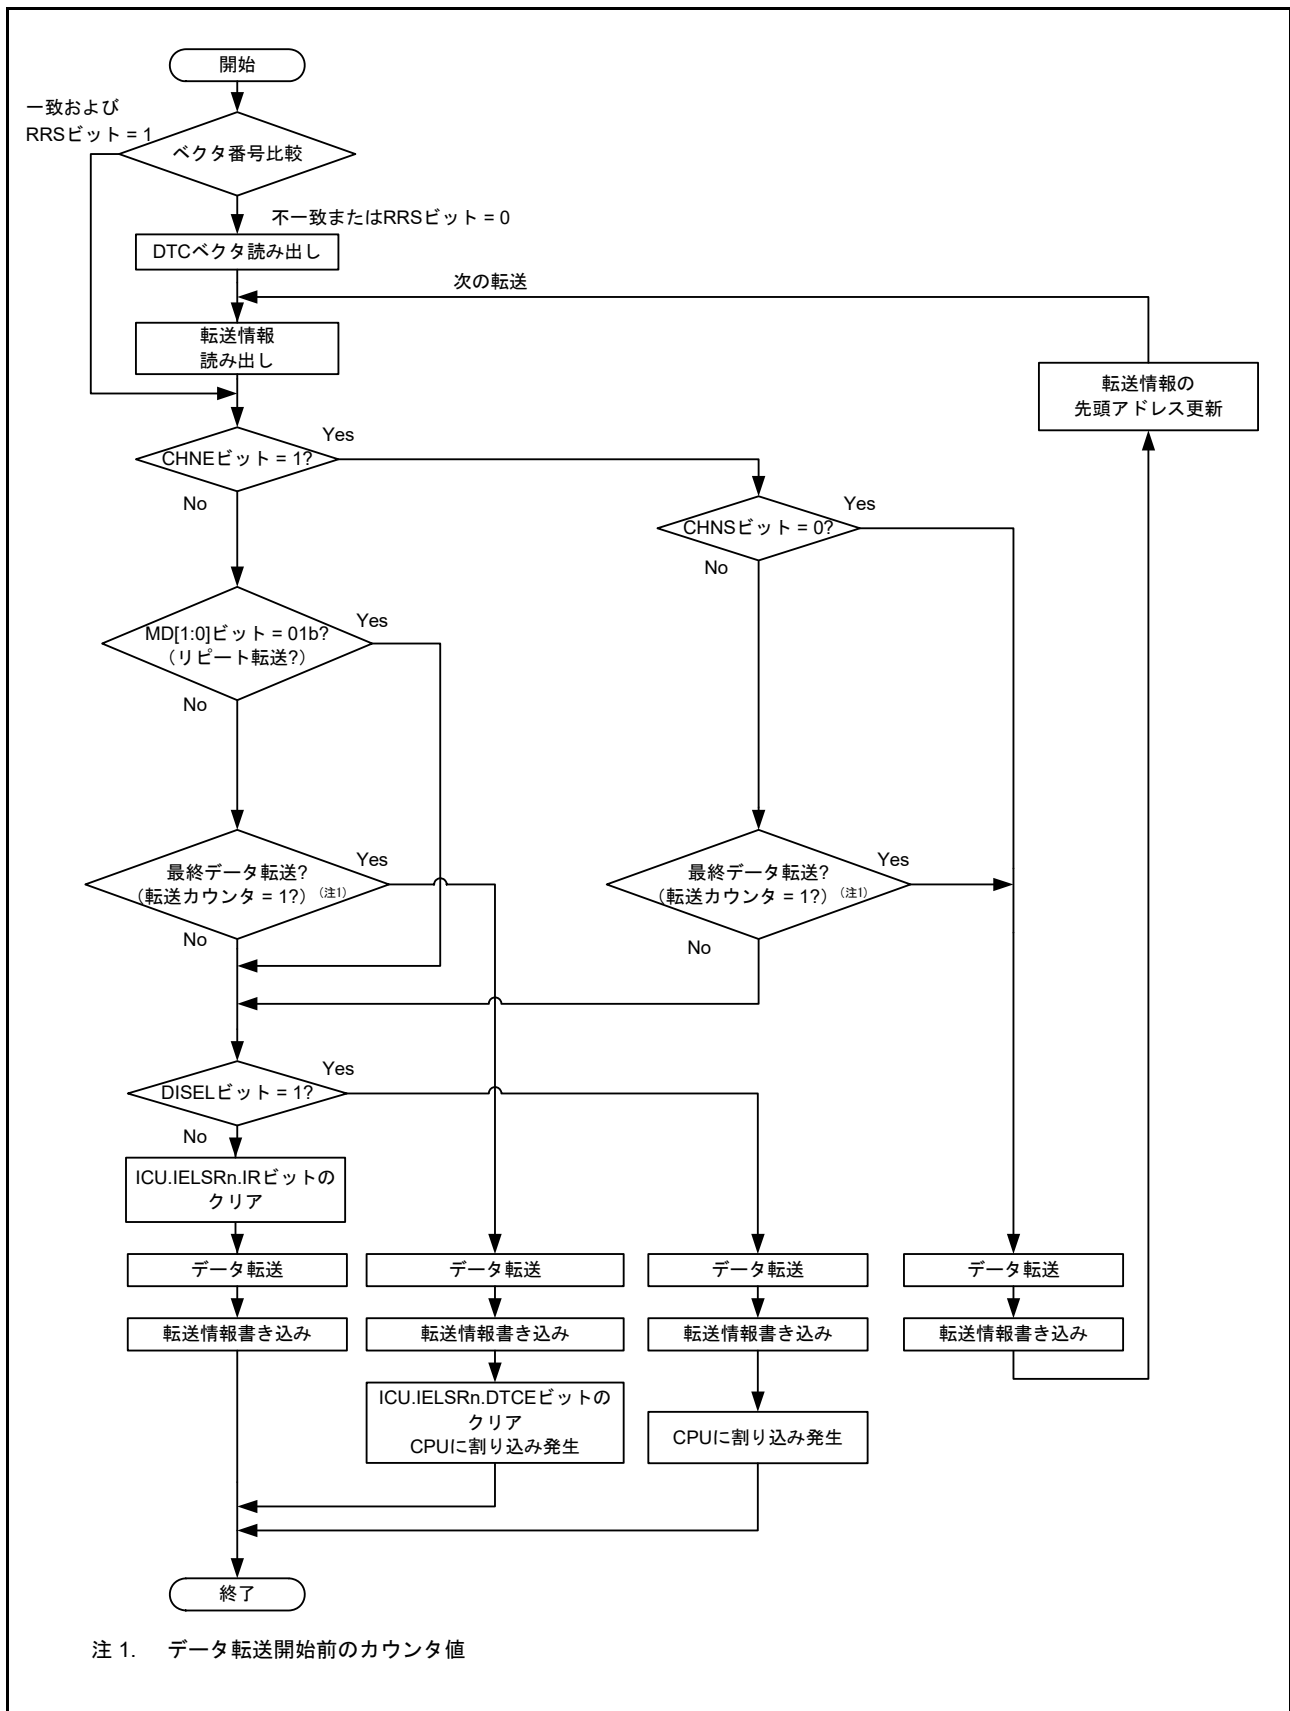 開始
一致および
RRSビット = 1
ベクタ番号比較
不一致またはRRSビット = 0
DTCベクタ読み出し
次の転送
転送情報
読み出し
転送情報の
先頭アドレス更新
CHNEビット = 1?
Yes
No
CHNSビット = 0?
Yes
No
MD[1:0]ビット = 01b?
（リピート転送?）
Yes
No
最終データ転送?
（転送カウンタ = 1?）（注1）
Yes
No
最終データ転送?
（転送カウンタ = 1?）（注1）
Yes
No
DISELビット = 1?
Yes
No
ICU.IELSRn.IRビットの
クリア
データ転送
データ転送
データ転送
データ転送
転送情報書き込み
転送情報書き込み
転送情報書き込み
転送情報書き込み
ICU.IELSRn.DTCEビットの
クリア
CPUに割り込み発生
CPUに割り込み発生
終了
注 1. データ転送開始前のカウンタ値